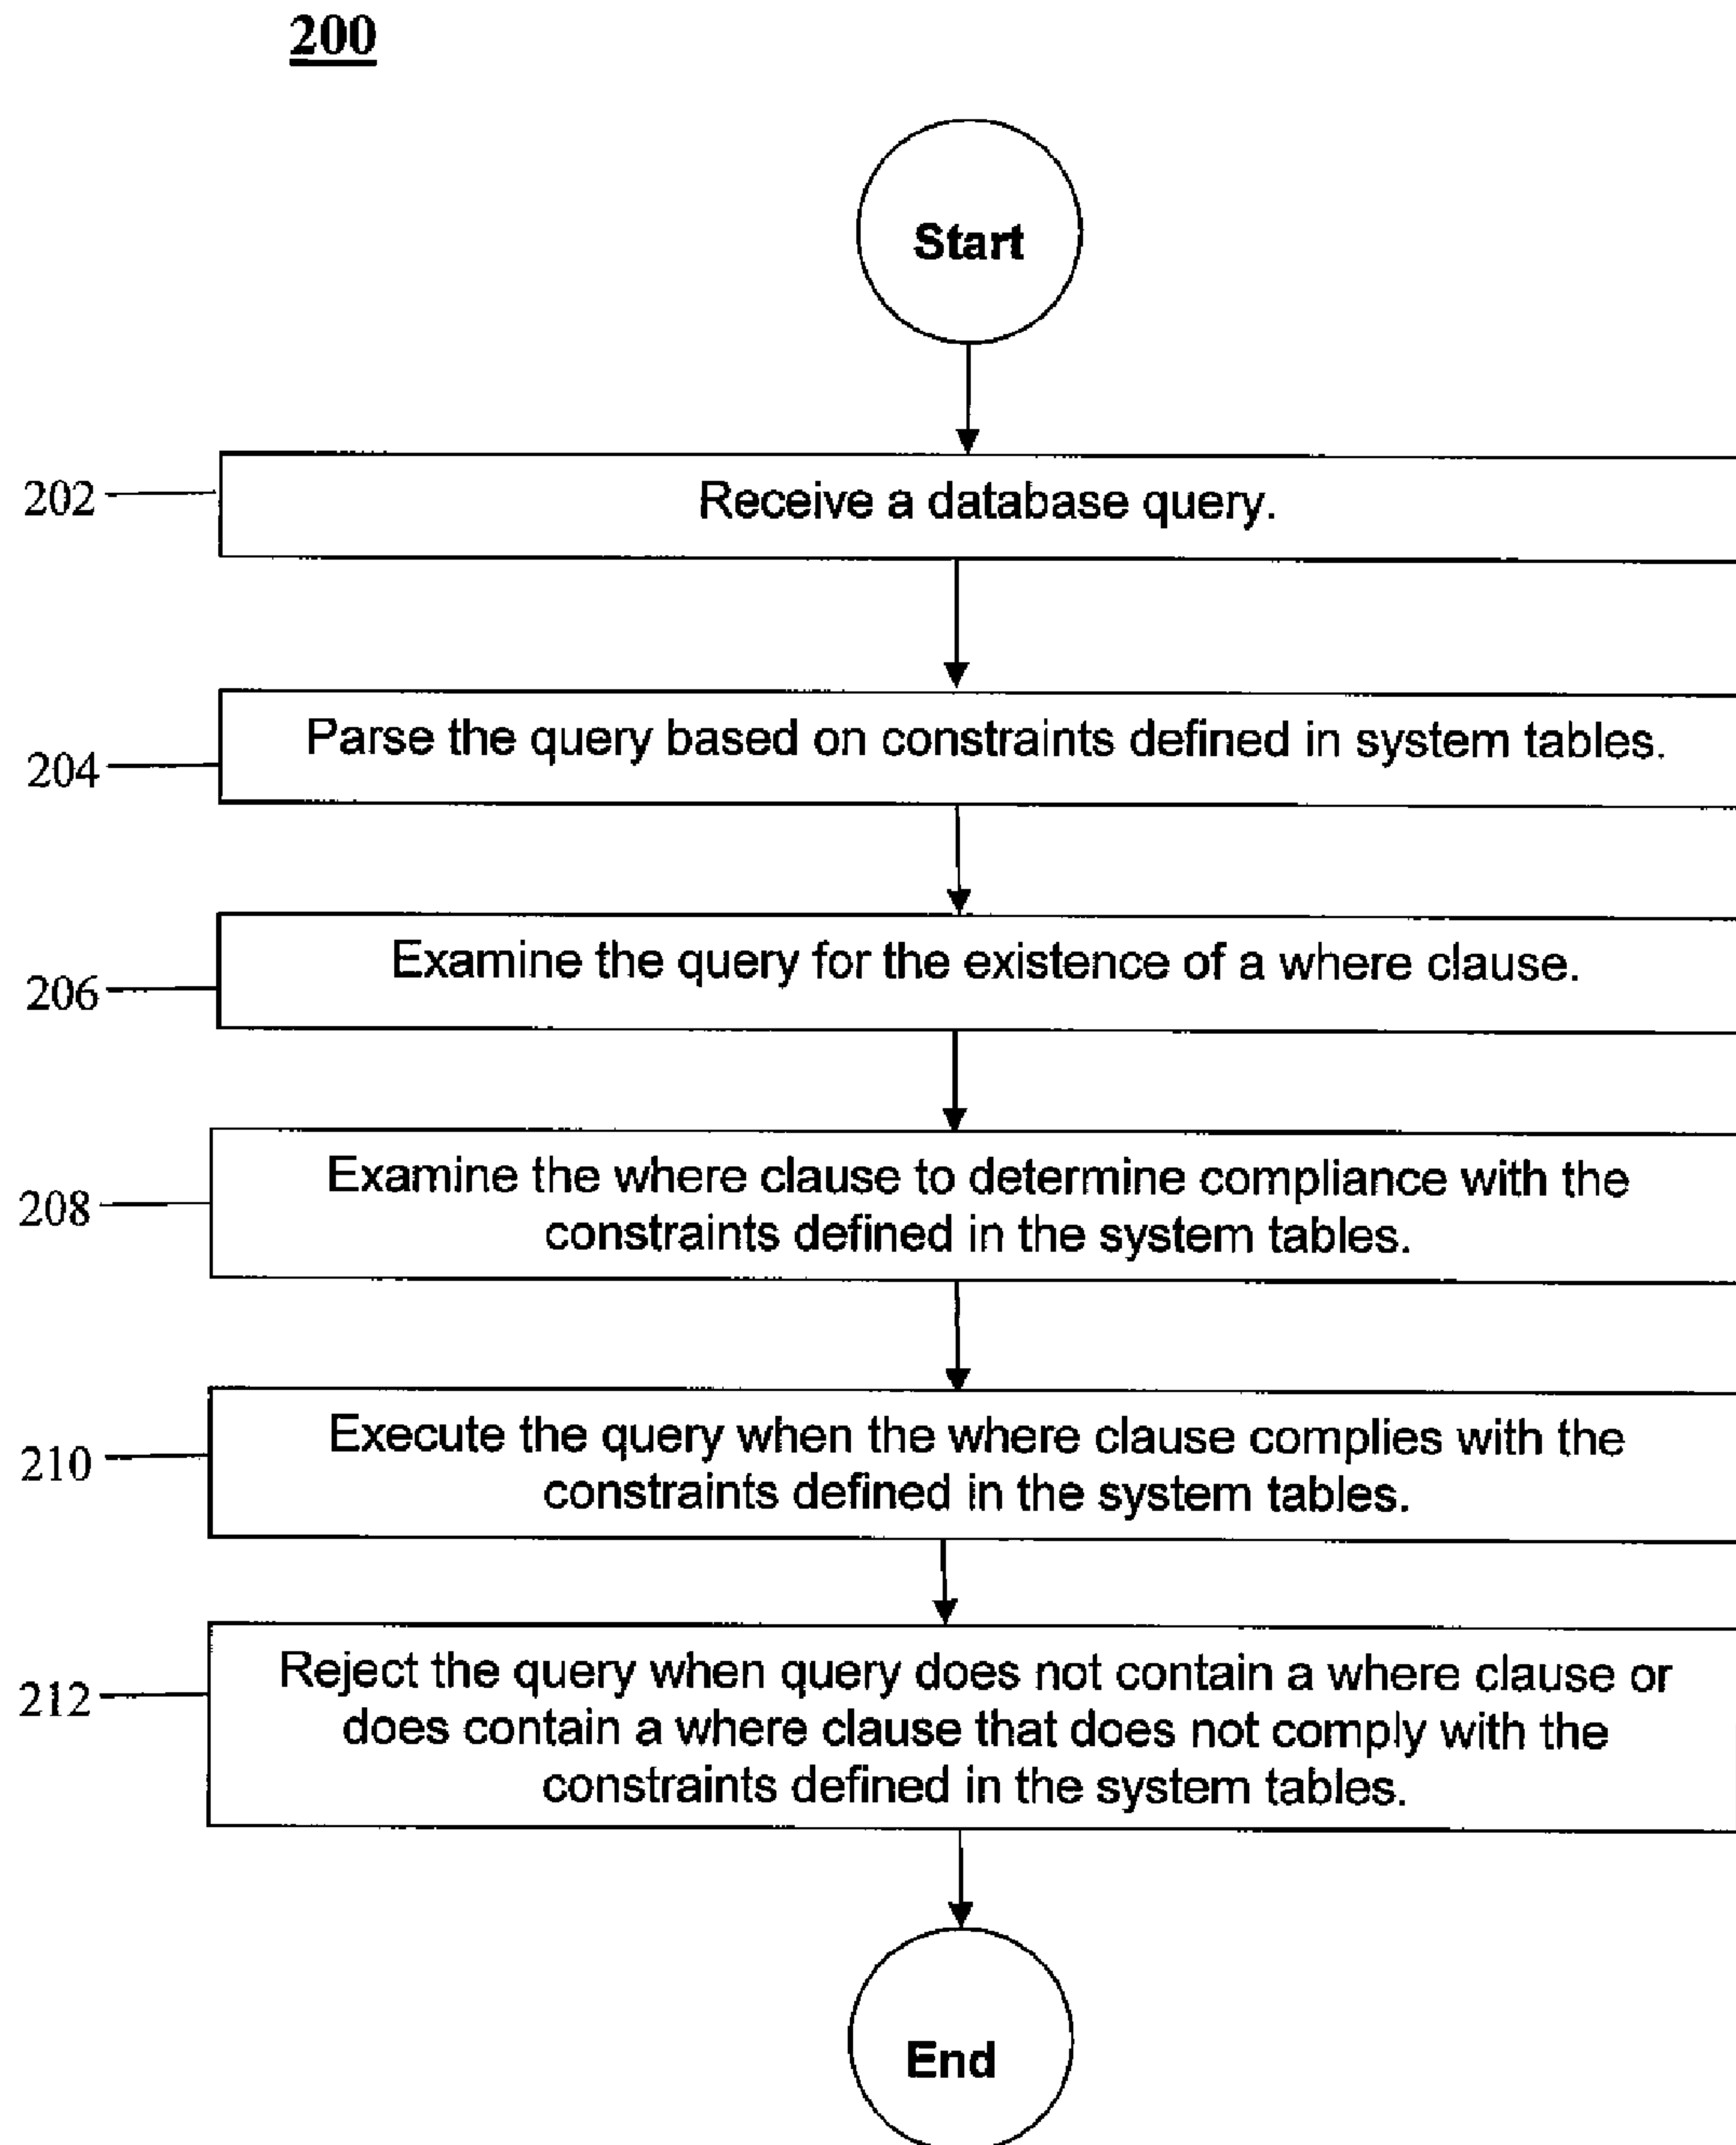 200
Start
202
Receive a database query.
204
Parse the query based on constraints defined in system tables.
206
Examine the query for the existence of a where clause.
208
Examine the where clause to determine compliance with the
constraints defined in the system tables.
210
Execute the query when the where clause complies with the
constraints defined in the system tables.
212
Reject the query when query does not contain a where clause or
does contain a where clause that does not comply with the
constraints defined in the system tables.
End